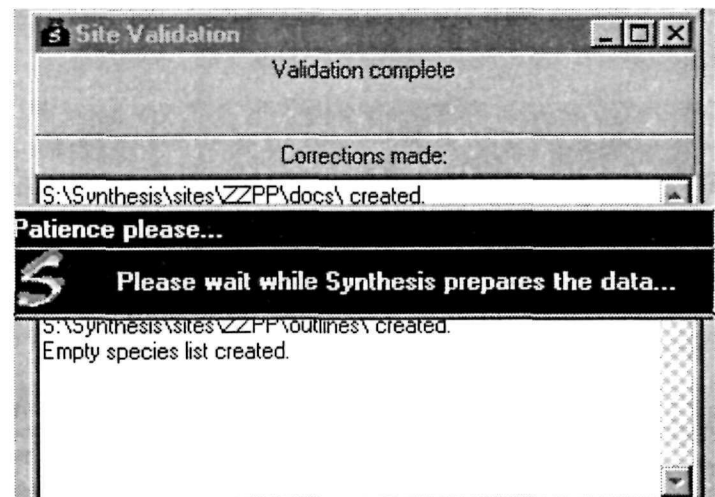 Site Validation
Validation complete
Corrections made:
S:\Synthesis\sites\ZZPP\docs\ created.
Patience please...
S Please wait while Synthesis prepares the data...
S:\Synthesis\sites\ZZPP\outlines\ created.
Empty species list created.